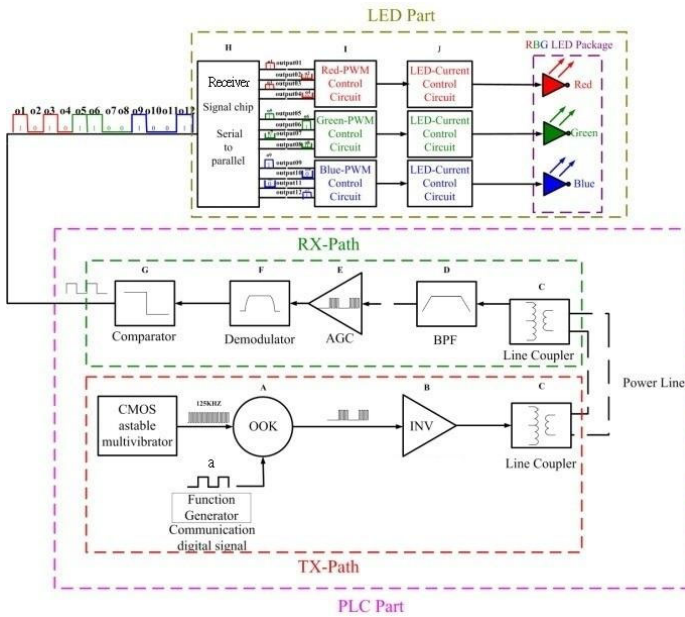 LED Part
H
I
J
RBG LED Package
Receiver
Signal chip
Serial
to
parallel
output01
output02
output03
output04
output05
output06
output07
output08
output09
output10
output11
output12
Red-PWM
Control
Circuit
LED-Current
Control
Circuit
Red
Green-PWM
Control
Circuit
LED-Current
Control
Circuit
Green
Blue-PWM
Control
Circuit
LED-Current
Control
Circuit
Blue
o1 o2 o3 o4 o5 o6 o7 o8 o9 o10 o11 o12
RX-Path
G
F
E
D
C
Comparator
Demodulator
AGC
BPF
Line Coupler
Power Line
A
B
C
CMOS
astable
multivibrator
125KHZ
OOK
INV
Line Coupler
a
Function
Generator
Communication
digital signal
TX-Path
PLC Part